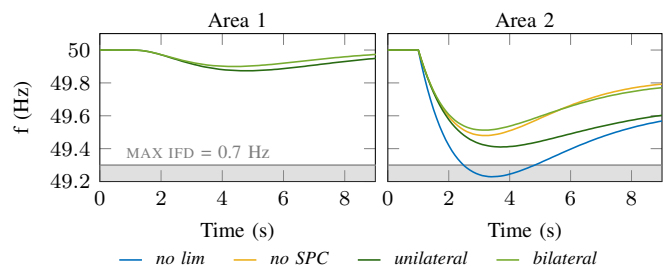 Area 1 Area 2
f (Hz)
50
49.8
49.6
49.4
49.2
MAX IFD = 0.7 Hz
0 2 4 6 8 0 2 4 6 8
Time (s) Time (s)
no lim no SPC unilateral bilateral